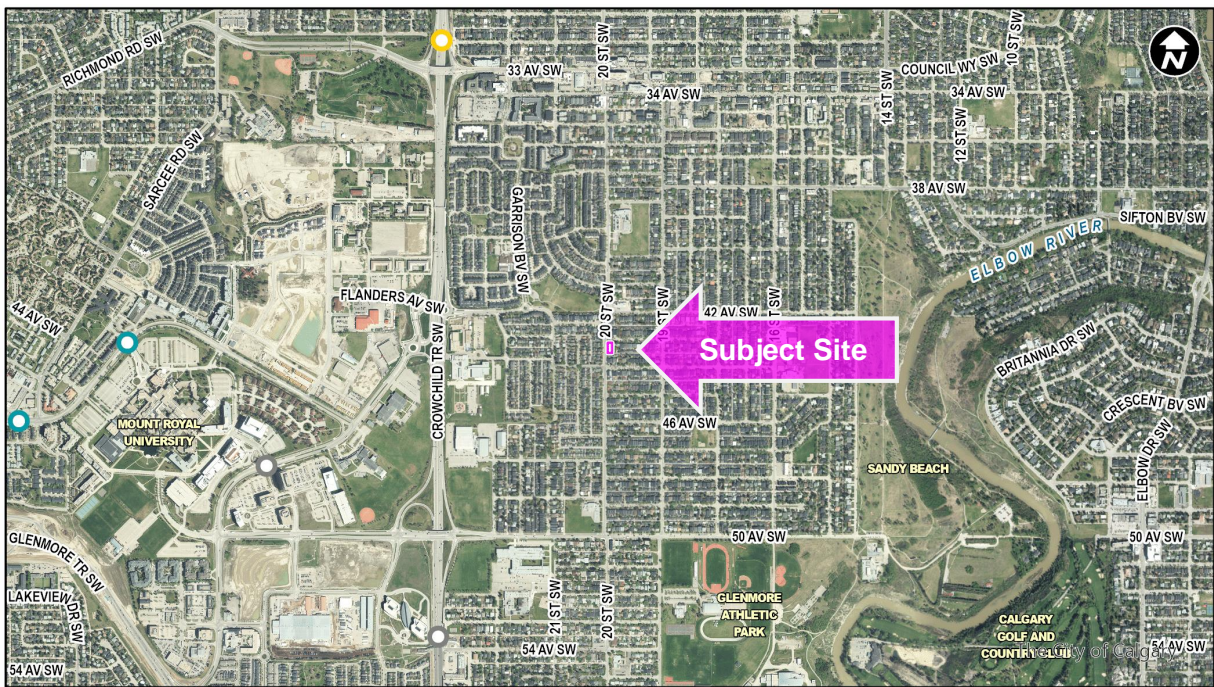 RICHMOND RD SW
33 AV SW
20 ST SW
34 AV SW
14 ST SW
COUNCIL WY SW
10 ST SW
34 AV SW
12 ST SW
N
SARCEE RD SW
38 AV SW
SIFTON BV SW
ELBOW RIVER
GARRISON BV SW
44 AV SW
FLANDERS AV SW
CROWCHILD TR SW
20 ST SW
19 ST SW
42 AV SW
16 ST SW
Subject Site
BRITANNIA DR SW
CRESCENT BV SW
46 AV SW
MOUNT ROYAL
UNIVERSITY
SANDY BEACH
ELBOW DR SW
50 AV SW
50 AV SW
GLENMORE TR SW
LAKEVIEW DR SW
21 ST SW
20 ST SW
GLENMORE
ATHLETIC
PARK
CALGARY
GOLF AND
COUNTRY CLUB
54 AV SW
54 AV SW
54 AV SW
The City of Calgary